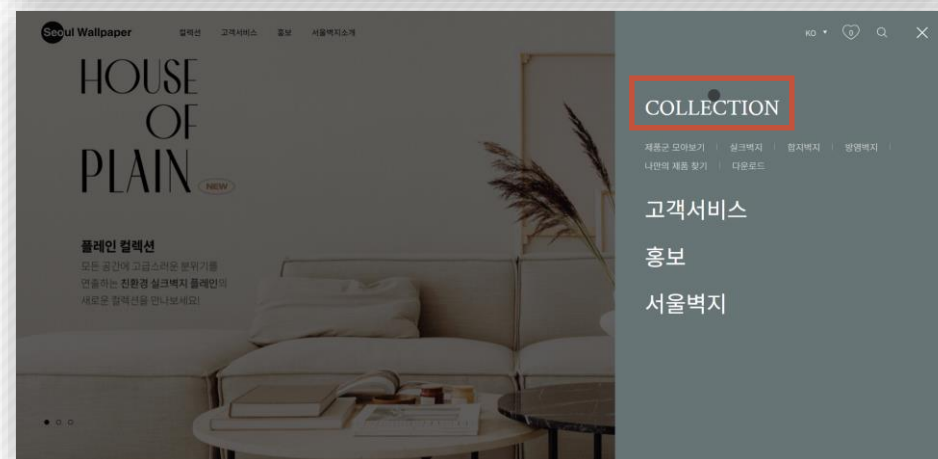 Seoul Wallpaper
컬렉션 고객서비스 홍보 서울벽지소개
KO
0
HOUSE
OF
PLAIN
NEW
플레인 컬렉션
모든 공간에 고급스러운 분위기를
연출하는 친환경 실크벽지 플레인의
새로운 컬렉션을 만나보세요!
COLLECTION
제품군 모아보기 | 실크벽지 | 합지벽지 | 방염벽지 |
나만의 제품 찾기 | 다운로드
고객서비스
홍보
서울벽지